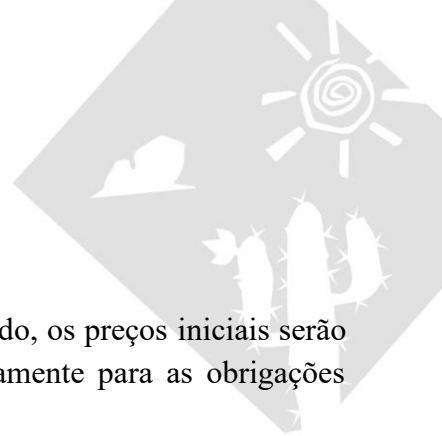 do, os preços iniciais serão
amente para as obrigações